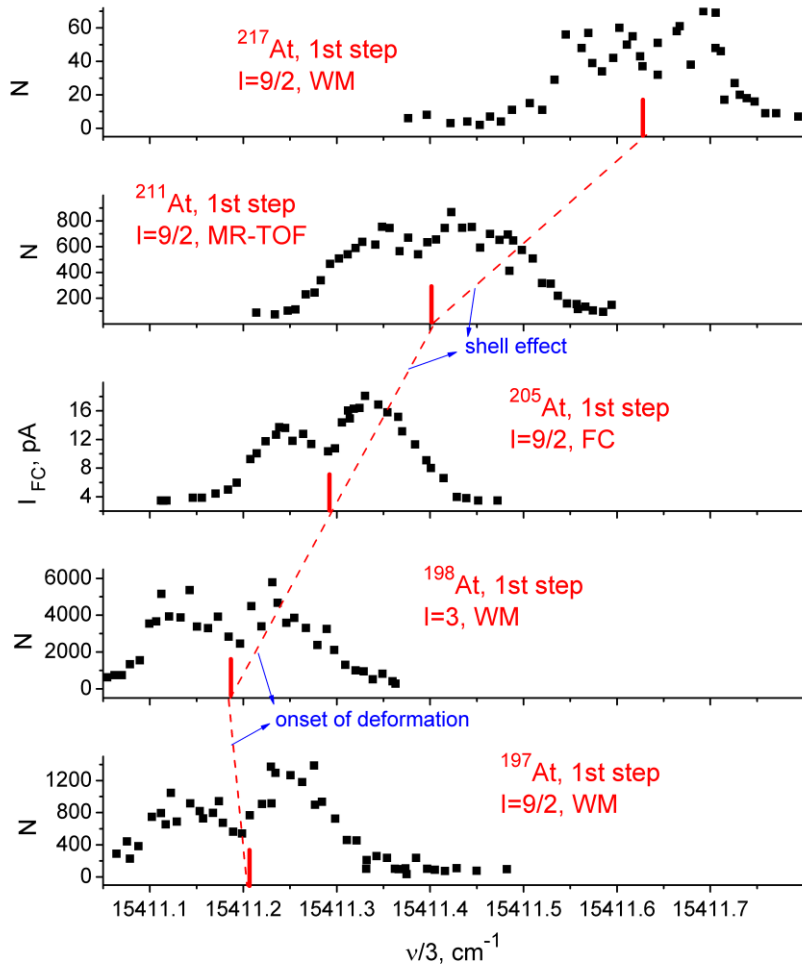 60
40
20
0
N
²¹⁷At, 1st step
I=9/2, WM
800
600
400
200
N
²¹¹At, 1st step
I=9/2, MR-TOF
shell effect
16
12
8
4
I_FC, pA
²⁰⁵At, 1st step
I=9/2, FC
6000
4000
2000
0
N
¹⁹⁸At, 1st step
I=3, WM
onset of deformation
1200
800
400
0
N
¹⁹⁷At, 1st step
I=9/2, WM
15411.1 15411.2 15411.3 15411.4 15411.5 15411.6 15411.7
ν/3, cm⁻¹